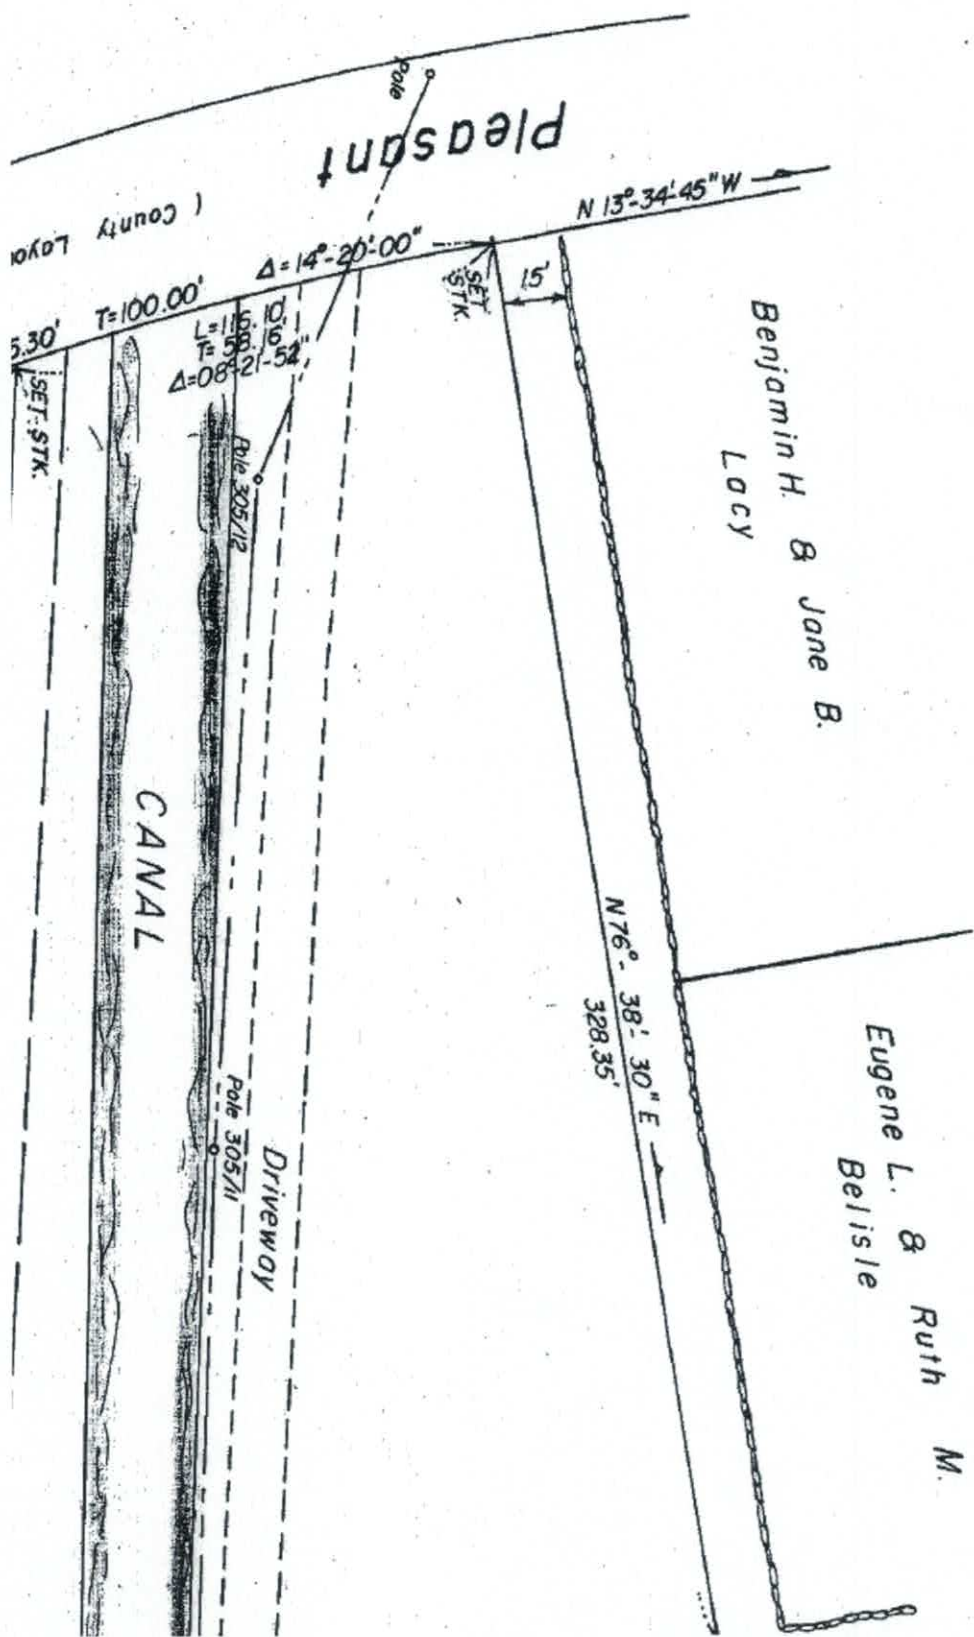 Pole
Pleasant
( County
N 13°-34'-45" W
Δ=14°-20'-00"
T=100.00'
5.30'
SET STK.
L=116.10'
T=58.16'
Δ=08°-21-52"
SET STK.
15'
Benjamin H. & Jane B.
Lacy
Pole 305/12
CANAL
N76°-38'-30" E
328.35'
Pole 305/11
Driveway
Eugene L. & Ruth M.
Belisle